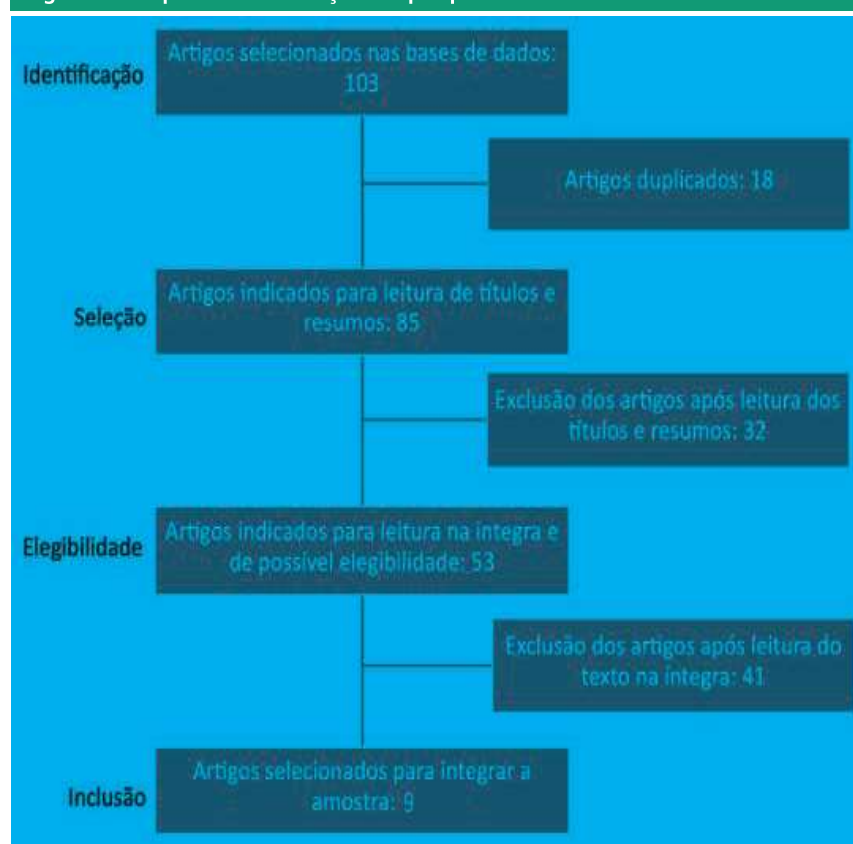 Artigos selecionados nas bases de dados:
103
Identificação
Artigos duplicados: 18
Artigos indicados para leitura de títulos e
resumos: 85
Seleção
Exclusão dos artigos após leitura dos
títulos e resumos: 32
Artigos indicados para leitura na integra e
de possível elegibilidade: 53
Elegibilidade
Exclusão dos artigos após leitura do
texto na integra: 41
Artigos selecionados para integrar a
amostra: 9
Inclusão